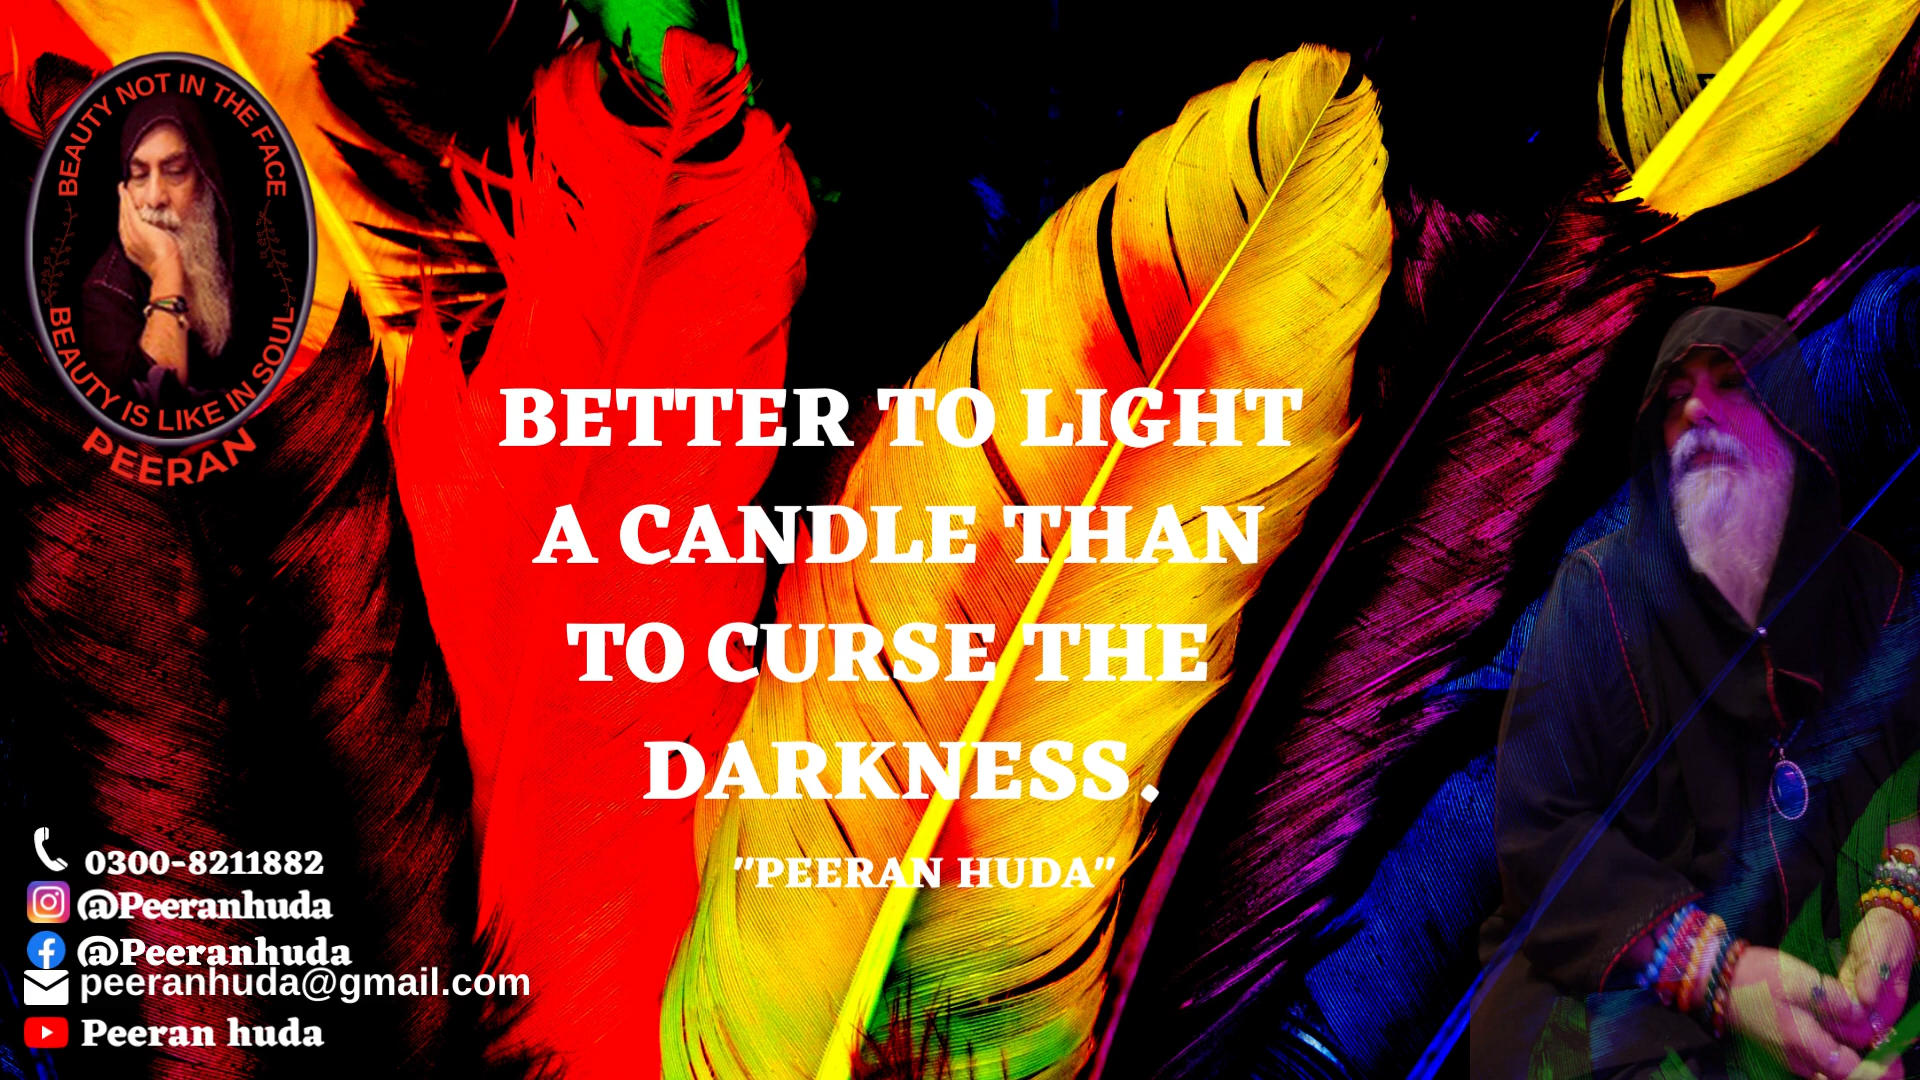 BEAUTY NOT IN THE FACE
BEAUTY IS LIKE IN SOUL
PEERAN
BETTER TO LIGHT
A CANDLE THAN
TO CURSE THE
DARKNESS.
"PEERAN HUDA"
0300-8211882
@Peeranhuda
@Peeranhuda
peeranhuda@gmail.com
Peeran huda